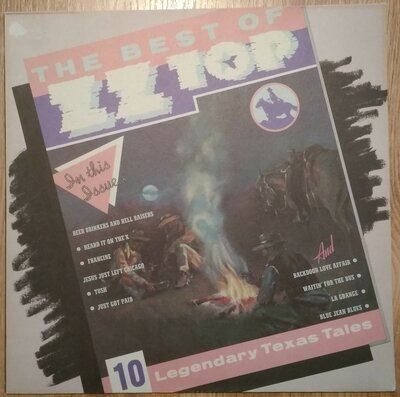 THE BEST OF
ZZ TOP
In this
Issue...
BEER DRINKERS AND HELL RAISERS
• HEARD IT ON THE X
• FRANCINE
JESUS JUST LEFT CHICAGO
• TUSH
• JUST GOT PAID
And
BACKDOOR LOVE AFFAIR •
WAITIN' FOR THE BUS •
LA GRANGE •
BLUE JEAN BLUES •
10 Legendary Texas Tales